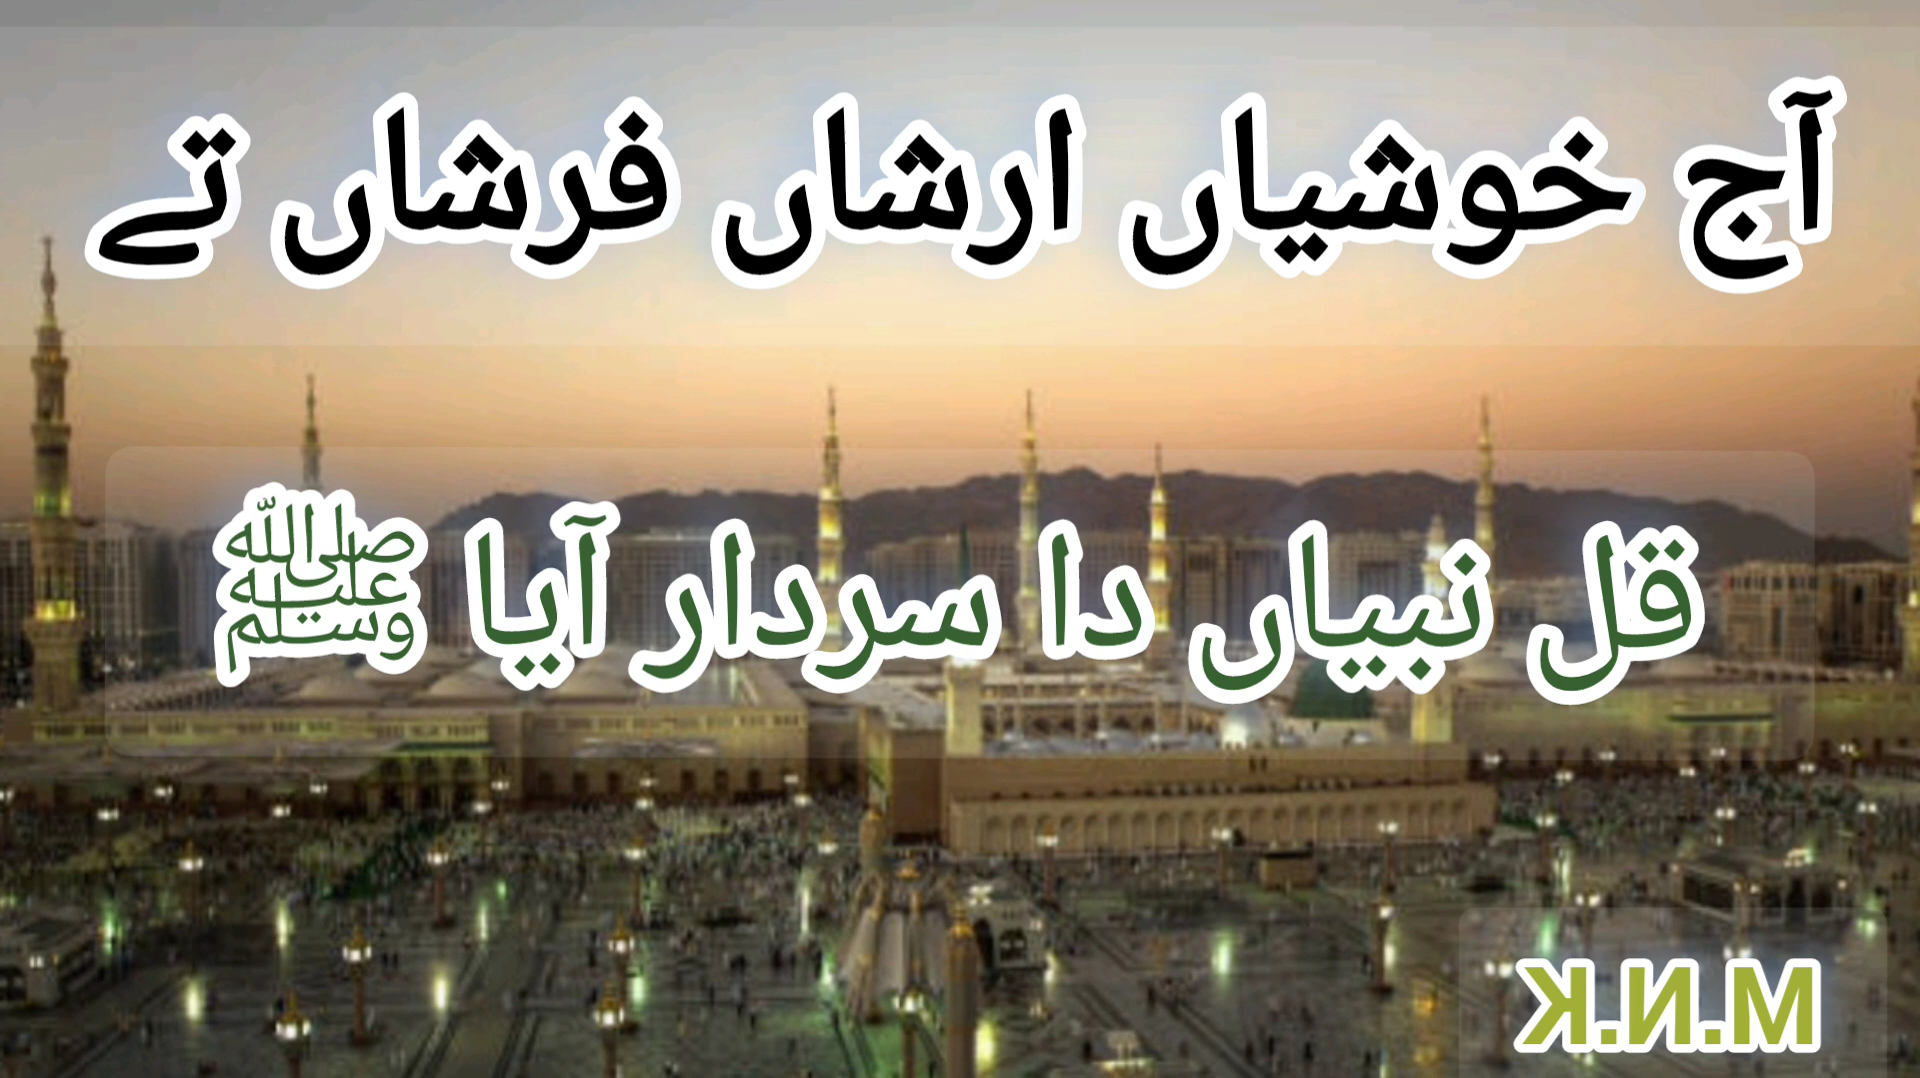 آج خوشیاں ارشاں فرشاں تے
قل نبیاں دا سردار آیا ﷺ
M.N.K